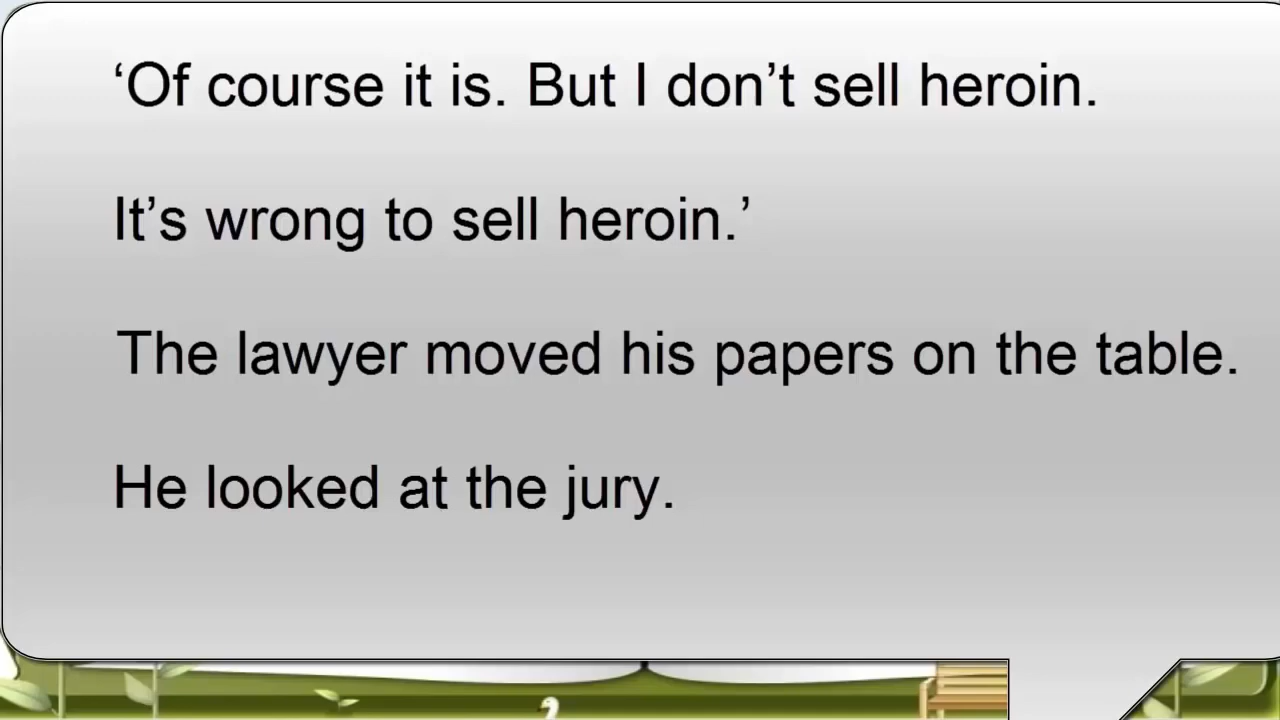 ‘Of course it is. But I don’t sell heroin.
It’s wrong to sell heroin.’
The lawyer moved his papers on the table.
He looked at the jury.